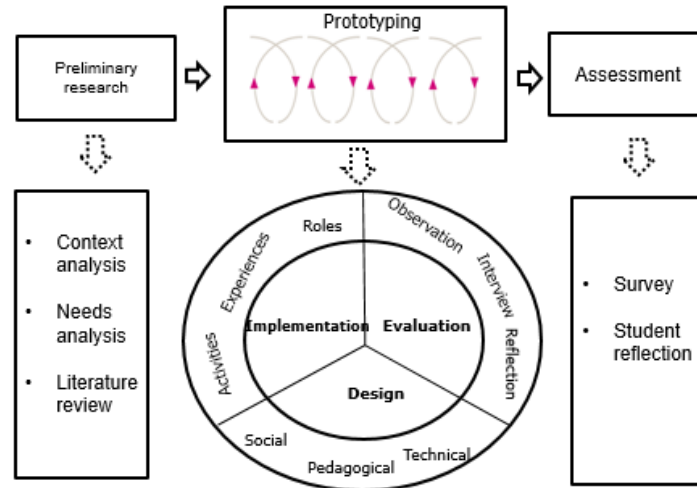 Prototyping
Preliminary
research
Assessment
• Context
analysis
• Needs
analysis
• Literature
review
Roles
Experiences
Activities
Observation
Interview
Reflection
Implementation
Evaluation
Design
Social
Pedagogical
Technical
• Survey
• Student
reflection